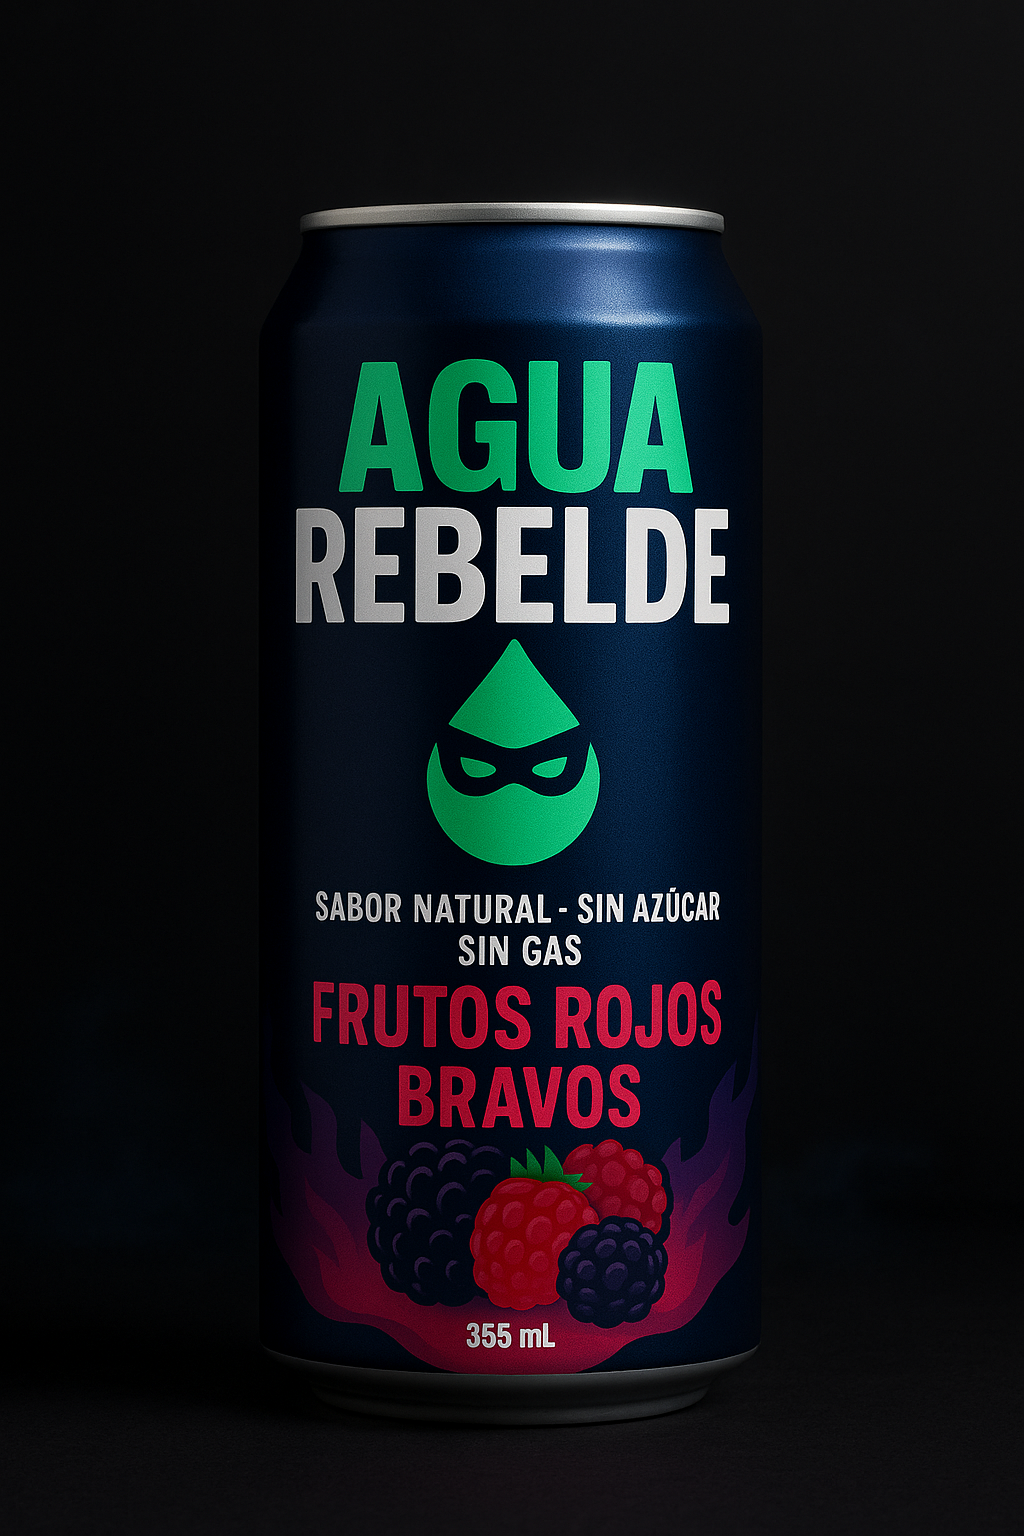 AGUA
REBELDE
SABOR NATURAL - SIN AZÚCAR
SIN GAS
FRUTOS ROJOS
BRAVOS
355 mL